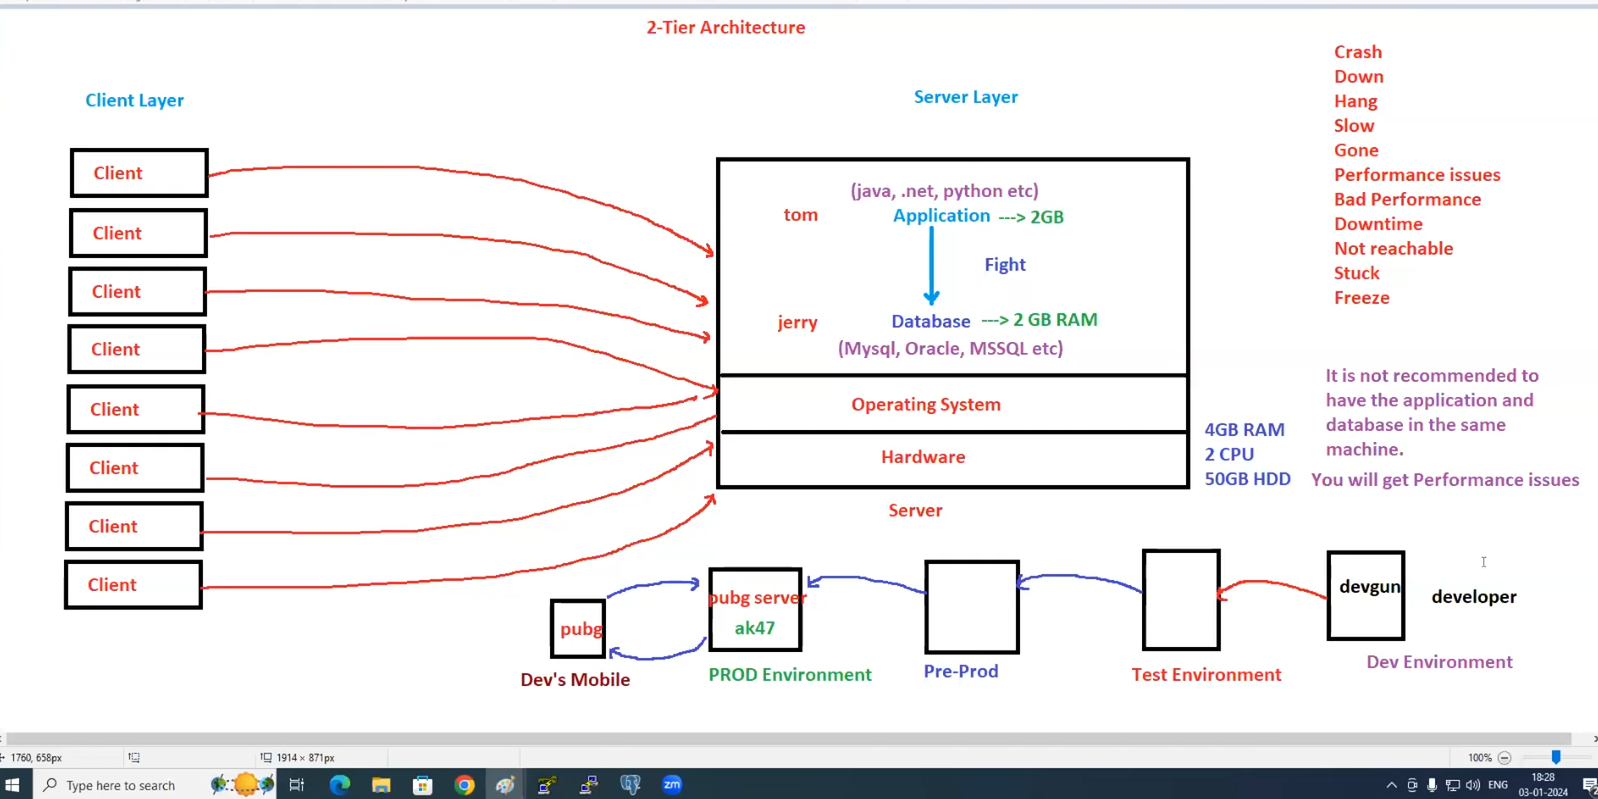 2-Tier Architecture
Client Layer
Server Layer
Client
Client
Client
Client
Client
Client
Client
Client
(java, .net, python etc)
tom
Application ---> 2GB
Fight
jerry
Database ---> 2 GB RAM
(Mysql, Oracle, MSSQL etc)
Operating System
Hardware
Server
4GB RAM
2 CPU
50GB HDD
Crash
Down
Hang
Slow
Gone
Performance issues
Bad Performance
Downtime
Not reachable
Stuck
Freeze
It is not recommended to
have the application and
database in the same
machine.
You will get Performance issues
pubg
Dev's Mobile
pubg server
ak47
PROD Environment
Pre-Prod
Test Environment
devgun
developer
Dev Environment
1760, 658px
1914 × 871px
100%
Type here to search
zm
ENG
18:28
03-01-2024